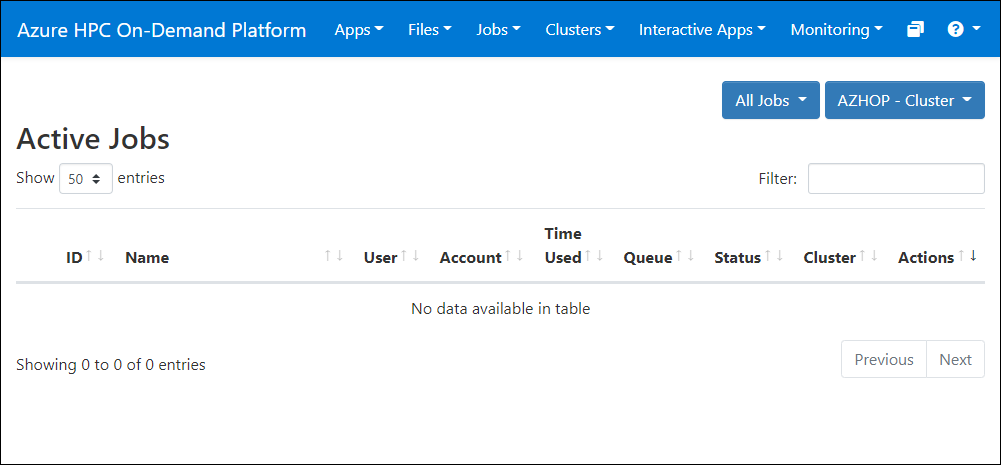 Azure HPC On-Demand Platform Apps Files Jobs Clusters Interactive Apps Monitoring
All Jobs AZHOP - Cluster
Active Jobs
Show 50 entries Filter:
ID Name User Account Time Used Queue Status Cluster Actions
No data available in table
Showing 0 to 0 of 0 entries Previous Next